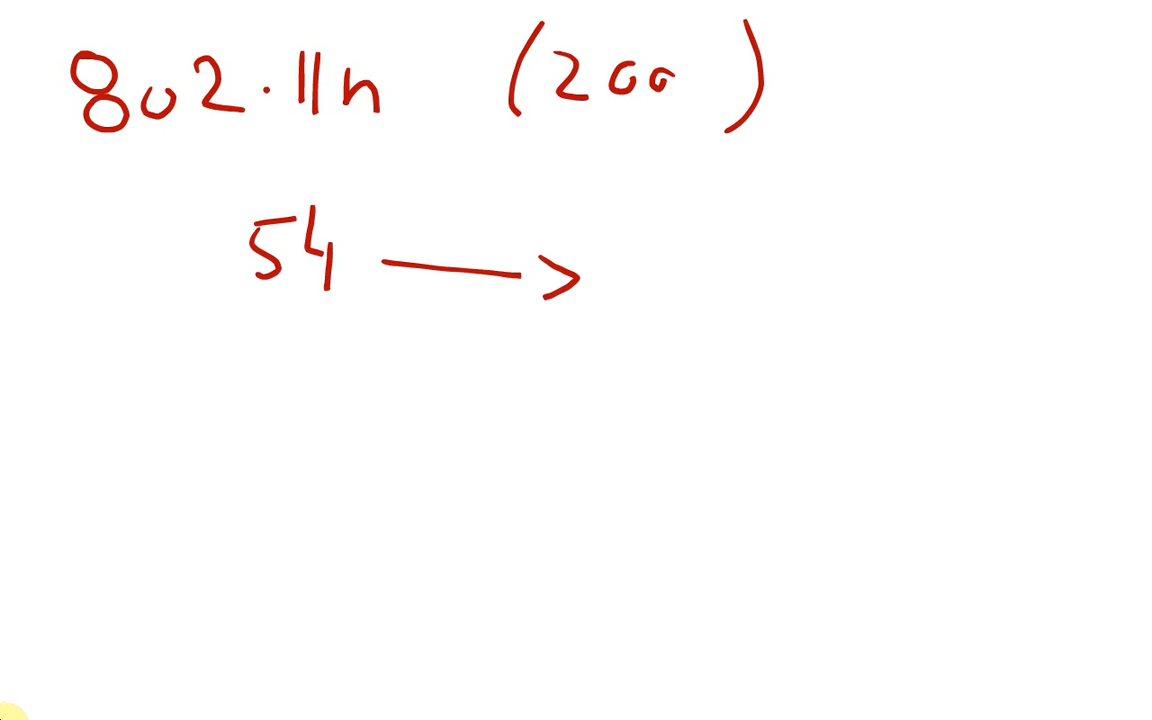 802.11n (200 )
54 →